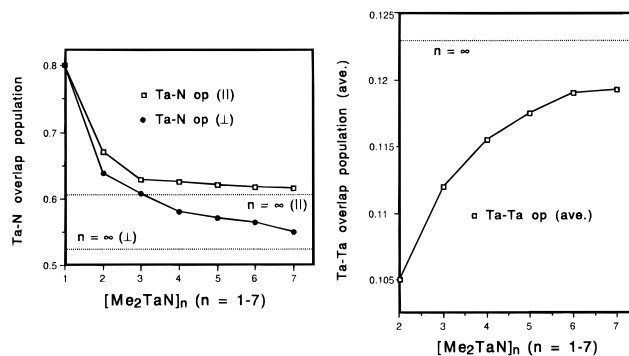 Ta-N overlap population
0.8
0.7
0.6
0.5
Ta-N op (||)
Ta-N op (⊥)
n = ∞ (||)
n = ∞ (⊥)
1 2 3 4 5 6 7
[Me₂TaN]ₙ (n = 1-7)
Ta-Ta overlap population (ave.)
0.125
0.12
0.115
0.11
0.105
n = ∞
Ta-Ta op (ave.)
2 3 4 5 6 7
[Me₂TaN]ₙ (n = 1-7)